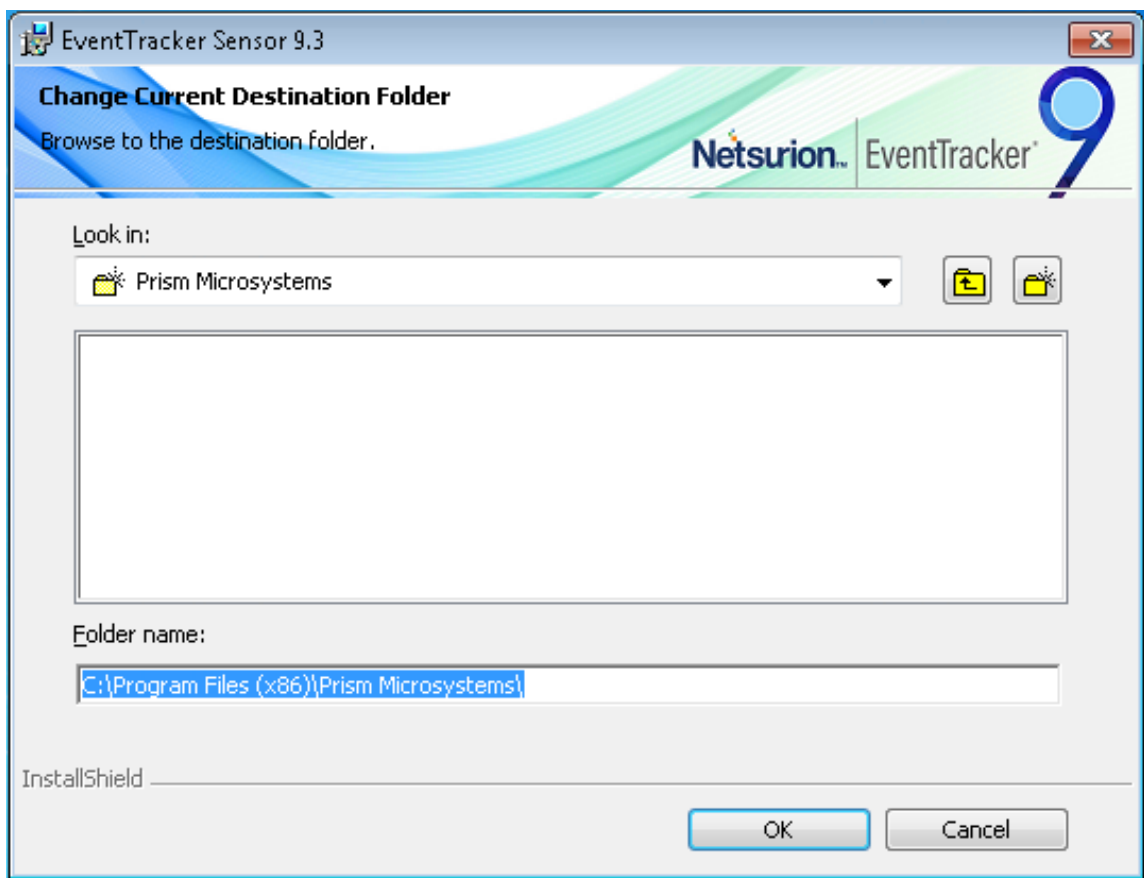 EventTracker Sensor 9.3
Change Current Destination Folder
Browse to the destination folder.
Netsurion™ EventTracker® 9
Look in:
Prism Microsystems
Folder name:
C:\Program Files (x86)\Prism Microsystems\
InstallShield
OK Cancel